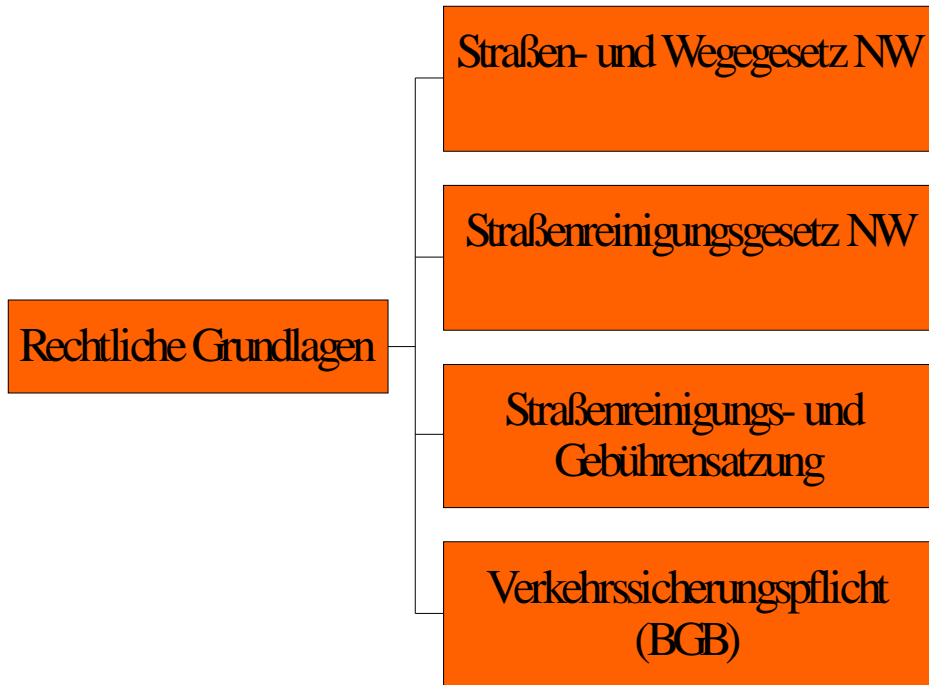 Straßen- und Wegegesetz NW
Straßenreinigungsgesetz NW
Rechtliche Grundlagen
Straßenreinigungs- und
Gebührensatzung
Verkehrssicherungspflicht
(BGB)